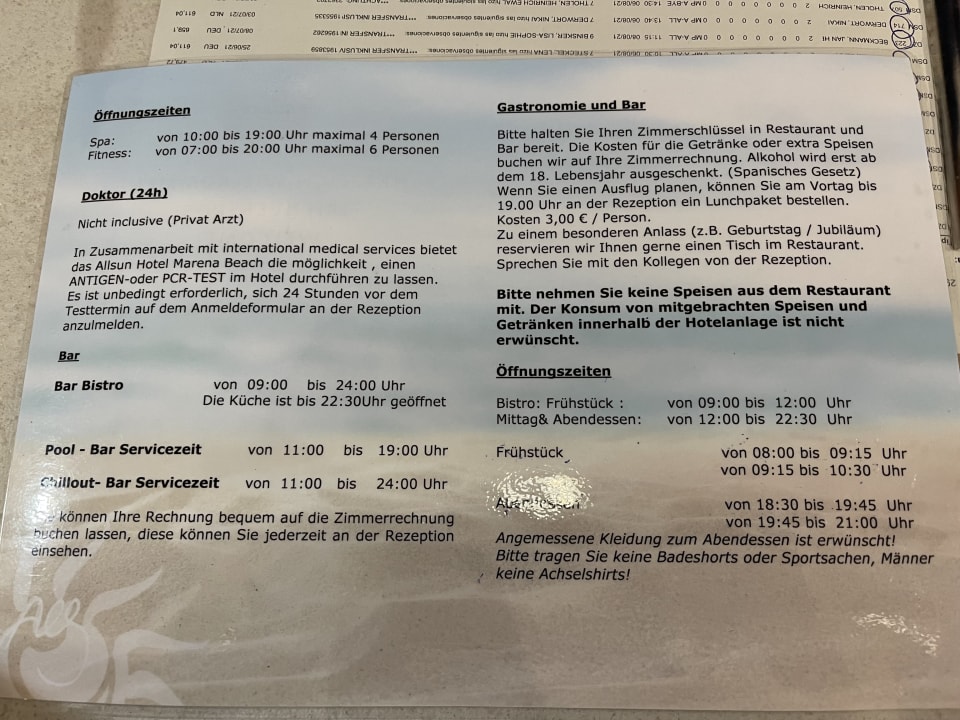 Öffnungszeiten
Spa: von 10:00 bis 19:00 Uhr maximal 4 Personen
Fitness: von 07:00 bis 20:00 Uhr maximal 6 Personen
Doktor (24h)
Nicht inclusive (Privat Arzt)
In Zusammenarbeit mit international medical services bietet
das Allsun Hotel Marena Beach die möglichkeit , einen
ANTIGEN-oder PCR-TEST im Hotel durchführen zu lassen.
Es ist unbedingt erforderlich, sich 24 Stunden vor dem
Testtermin auf dem Anmeldeformular an der Rezeption
anzulmelden.
Bar
Bar Bistro von 09:00 bis 24:00 Uhr
Die Küche ist bis 22:30Uhr geöffnet
Pool - Bar Servicezeit von 11:00 bis 19:00 Uhr
Chillout- Bar Servicezeit von 11:00 bis 24:00 Uhr
können Ihre Rechnung bequem auf die Zimmerrechnung
buchen lassen, diese können Sie jederzeit an der Rezeption
einsehen.
Gastronomie und Bar
Bitte halten Sie Ihren Zimmerschlüssel in Restaurant und
Bar bereit. Die Kosten für die Getränke oder extra Speisen
buchen wir auf Ihre Zimmerrechnung. Alkohol wird erst ab
dem 18. Lebensjahr ausgeschenkt. (Spanisches Gesetz)
Wenn Sie einen Ausflug planen, können Sie am Vortag bis
19.00 Uhr an der Rezeption ein Lunchpaket bestellen.
Kosten 3,00 € / Person.
Zu einem besonderen Anlass (z.B. Geburtstag / Jubiläum)
reservieren wir Ihnen gerne einen Tisch im Restaurant.
Sprechen Sie mit den Kollegen von der Rezeption.
Bitte nehmen Sie keine Speisen aus dem Restaurant
mit. Der Konsum von mitgebrachten Speisen und
Getränken innerhalb der Hotelanlage ist nicht
erwünscht.
Öffnungszeiten
Bistro: Frühstück : von 09:00 bis 12:00 Uhr
Mittag& Abendessen: von 12:00 bis 22:30 Uhr
Frühstück von 08:00 bis 09:15 Uhr
von 09:15 bis 10:30 Uhr
Abendessen von 18:30 bis 19:45 Uhr
von 19:45 bis 21:00 Uhr
Angemessene Kleidung zum Abendessen ist erwünscht!
Bitte tragen Sie keine Badeshorts oder Sportsachen, Männer
keine Achselshirts!